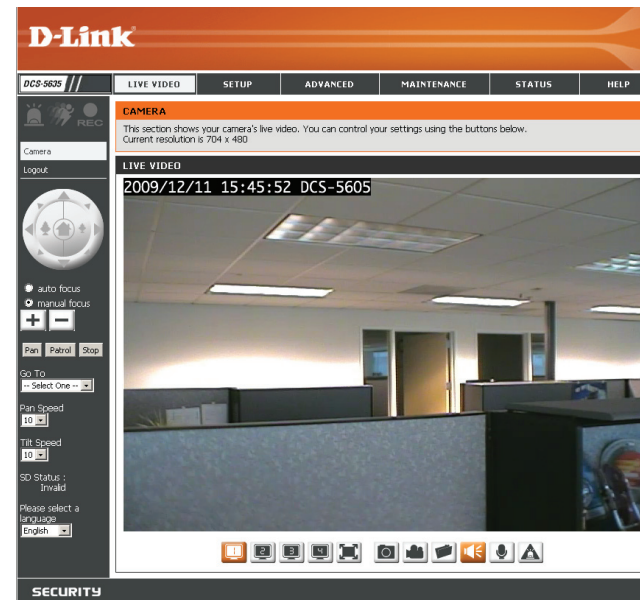 D-Link
DCS-5635
LIVE VIDEO SETUP ADVANCED MAINTENANCE STATUS HELP
REC
Camera
Logout
CAMERA
This section shows your camera's live video. You can control your settings using the buttons below.
Current resolution is 704 x 480
LIVE VIDEO
2009/12/11 15:45:52 DCS-5605
auto focus
manual focus
+ −
Pan Patrol Stop
Go To
-- Select One --
Pan Speed
10
Tilt Speed
10
SD Status :
Invalid
Please select a
language
English
1 2 3 4
SECURITY